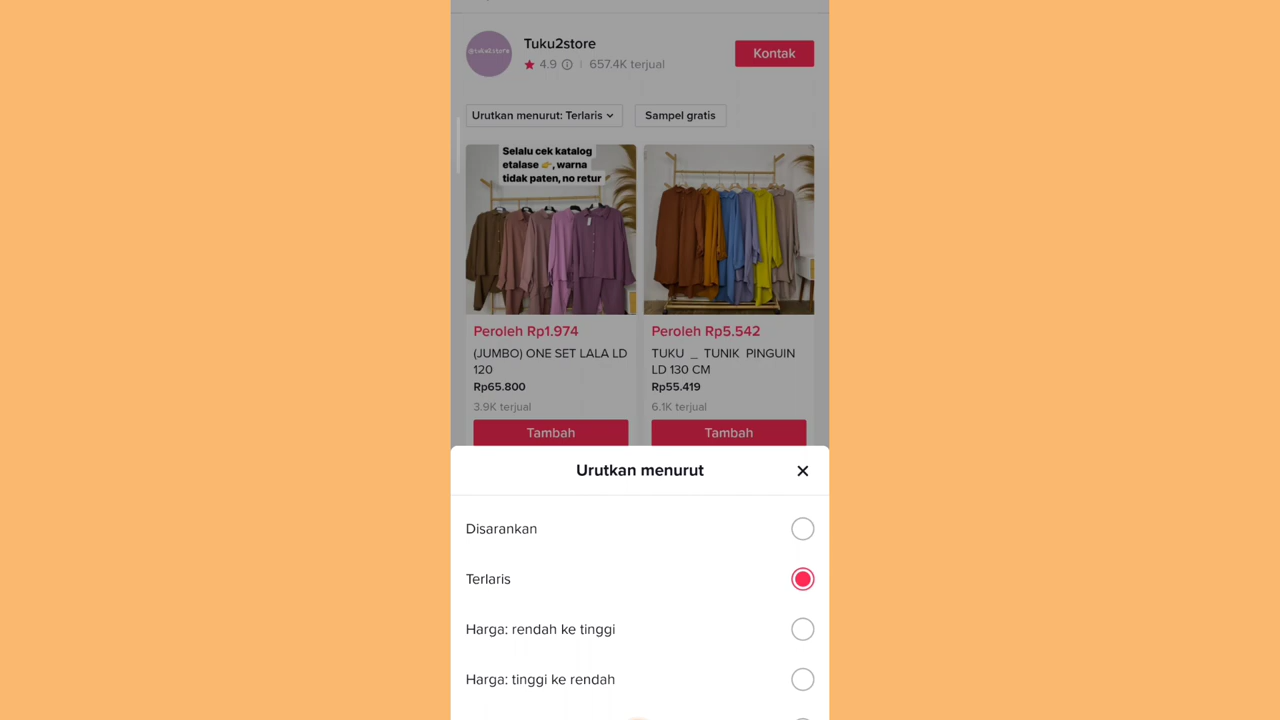 Tuku2store
4.9 657.4K terjual
Kontak
@tuku2store
Urutkan menurut: Terlaris
Sampel gratis
Selalu cek katalog
etalase 👉, warna
tidak paten, no retur
Peroleh Rp1.974
(JUMBO) ONE SET LALA LD
120
Rp65.800
3.9K terjual
Tambah
Peroleh Rp5.542
TUKU _ TUNIK PINGUIN
LD 130 CM
Rp55.419
6.1K terjual
Tambah
Urutkan menurut
Disarankan
Terlaris
Harga: rendah ke tinggi
Harga: tinggi ke rendah